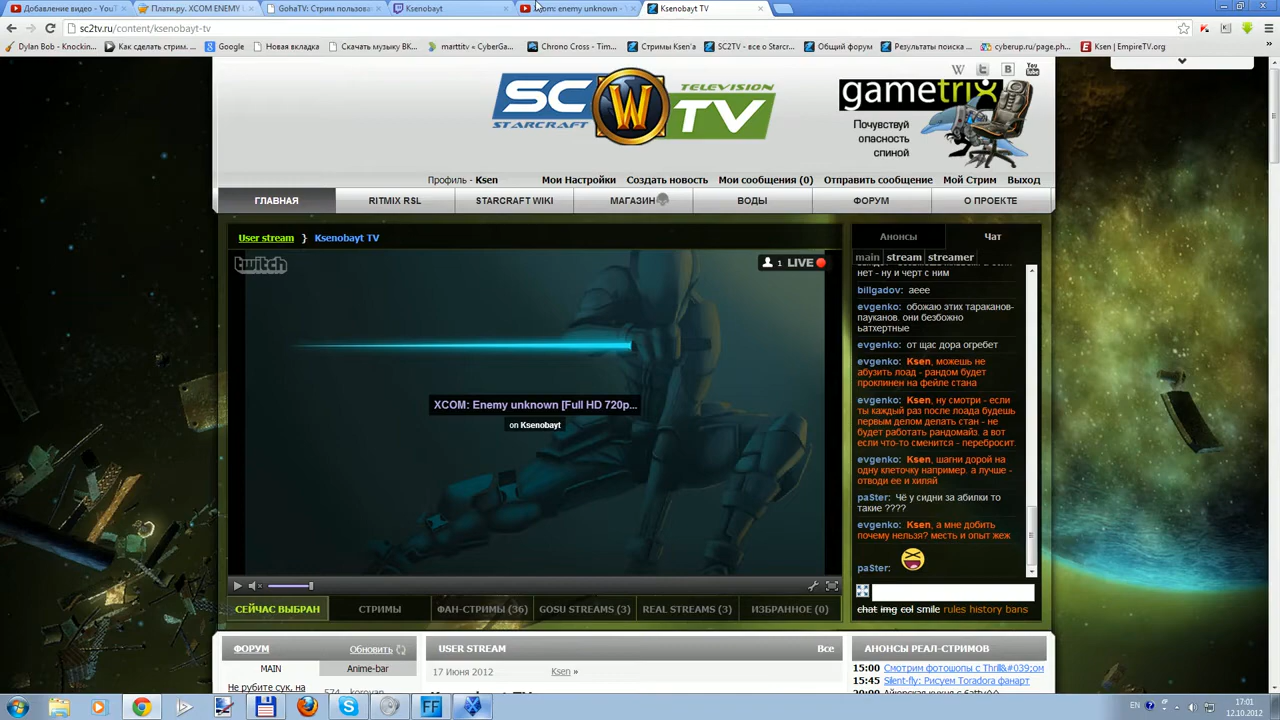 Добавление видео - YouT
Плати.ру. XCOM ENEMY U
GohaTV: Стрим пользоват
Ksenobayt
xcom: enemy unknown -
Ksenobayt TV
sc2tv.ru/content/ksenobayt-tv
Dylan Bob - Knockin...
Как сделать стрим. ...
Google
Новая вкладка
Скачать музыку ВК...
marttitv « CyberGa...
Chrono Cross - Tim...
Стримы Ksen'a
SC2TV - все о Starcr...
Общий форум
Результаты поиска ...
cyberup.ru/page.ph...
Ksen | EmpireTV.org
SC W TV
STARCRAFT
TELEVISION
gametrix
Почувствуй
опасность
спиной
Профиль - Ksen
Мои Настройки
Создать новость
Мои сообщения (0)
Отправить сообщение
Мой Стрим
Выход
ГЛАВНАЯ
RITMIX RSL
STARCRAFT WIKI
МАГАЗИН
ВОДЫ
ФОРУМ
О ПРОЕКТЕ
User stream } Ksenobayt TV
twitch
1 LIVE
XCOM: Enemy unknown [Full HD 720p...
on Ksenobayt
Анонсы
Чат
main stream streamer
нет - ну и черт с ним
billgadov: aeee
evgenko: обожаю этих тараканов-
пауканов. они безбожно
ьатхертные
evgenko: от щас дора огребет
evgenko: Ksen, можешь не
абузить лоад - рандом будет
проклинен на фейле стана
evgenko: Ksen, ну смотри - если
ты каждый раз после лоада будешь
первым делом делать стан - не
будет работать рандомайз. а вот
если что-то сменится - перебросит.
evgenko: Ksen, шагни дорой на
одну клеточку например. а лучше -
отводи ее и хиляй
pa$ter: Чё у сидни за абилки то
такие ????
evgenko: Ksen, а мне добить
почему нельзя? месть и опыт жеж
pa$ter:
chat img col smile rules history bans
СЕЙЧАС ВЫБРАН
СТРИМЫ
ФАН-СТРИМЫ (36)
GOSU STREAMS (3)
REAL STREAMS (3)
ИЗБРАННОЕ (0)
ФОРУМ
Обновить
MAIN
Anime-bar
Не рубите сук, на
574
korovan
USER STREAM
Все
17 Июня 2012
Ksen »
АНОНСЫ РЕАЛ-СТРИМОВ
15:00 Смотрим фотошопы с Thrill&#039;ом
15:45 Silent-fly: Рисуем Toradora фанарт
EN
17:01
12.10.2012